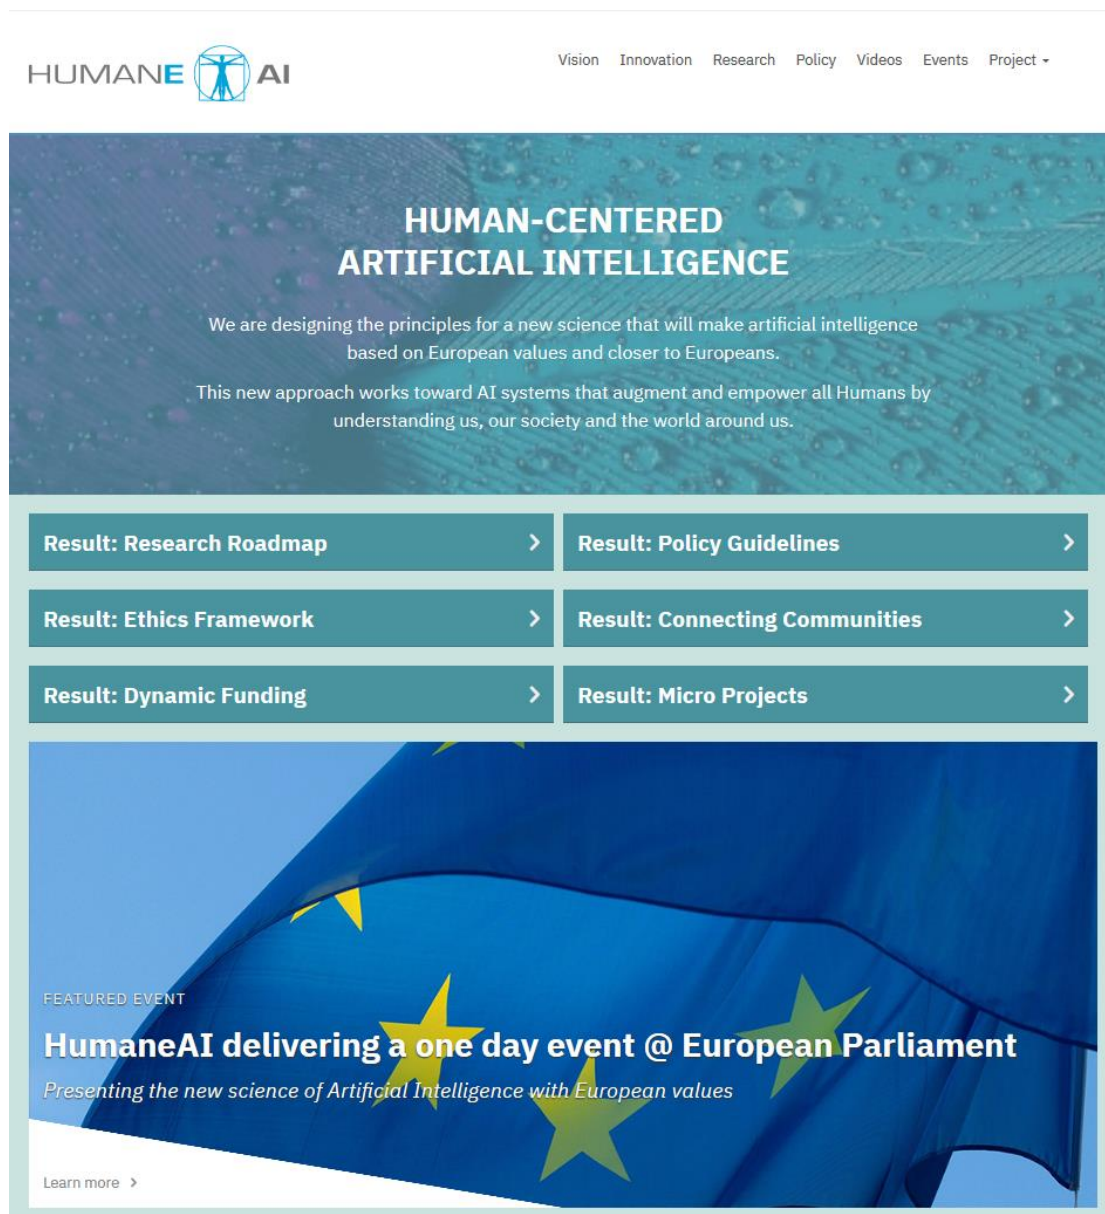 HUMANE AI
Vision Innovation Research Policy Videos Events Project
HUMAN-CENTERED
ARTIFICIAL INTELLIGENCE
We are designing the principles for a new science that will make artificial intelligence
based on European values and closer to Europeans.
This new approach works toward AI systems that augment and empower all Humans by
understanding us, our society and the world around us.
Result: Research Roadmap
Result: Policy Guidelines
Result: Ethics Framework
Result: Connecting Communities
Result: Dynamic Funding
Result: Micro Projects
FEATURED EVENT
HumaneAI delivering a one day event @ European Parliament
Presenting the new science of Artificial Intelligence with European values
Learn more